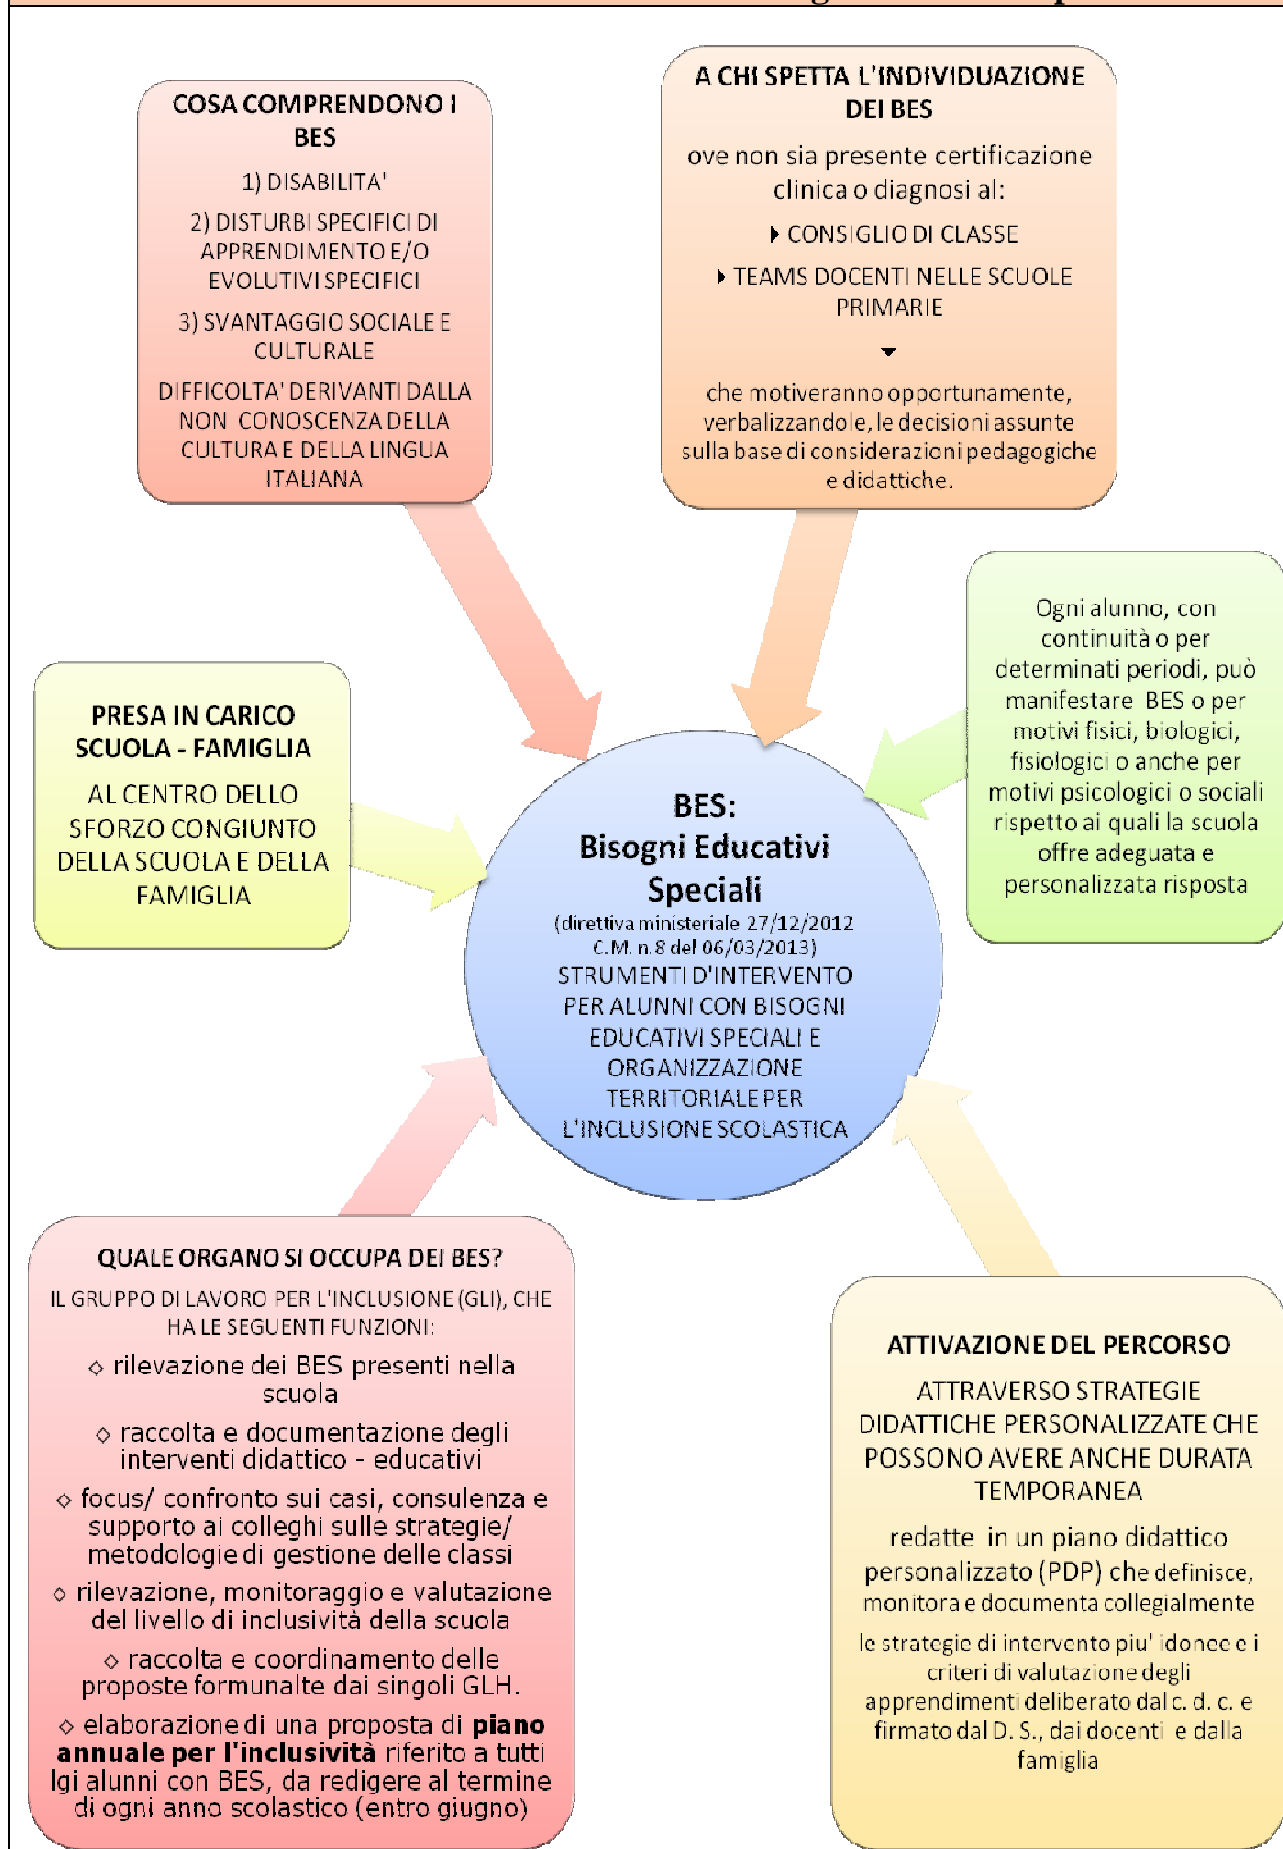 COSA COMPRENDONO I
BES
1) DISABILITA'
2) DISTURBI SPECIFICI DI
APPRENDIMENTO E/O
EVOLUTIVI SPECIFICI
3) SVANTAGGIO SOCIALE E
CULTURALE
DIFFICOLTA' DERIVANTI DALLA
NON CONOSCENZA DELLA
CULTURA E DELLA LINGUA
ITALIANA
A CHI SPETTA L'INDIVIDUAZIONE
DEI BES
ove non sia presente certificazione
clinica o diagnosi al:
CONSIGLIO DI CLASSE
TEAMS DOCENTI NELLE SCUOLE
PRIMARIE
che motiveranno opportunamente,
verbalizzandole, le decisioni assunte
sulla base di considerazioni pedagogiche
e didattiche.
Ogni alunno, con
continuità o per
determinati periodi, può
manifestare BES o per
motivi fisici, biologici,
fisiologici o anche per
motivi psicologici o sociali
rispetto ai quali la scuola
offre adeguata e
personalizzata risposta
PRESA IN CARICO
SCUOLA - FAMIGLIA
AL CENTRO DELLO
SFORZO CONGIUNTO
DELLA SCUOLA E DELLA
FAMIGLIA
BES:
Bisogni Educativi
Speciali
(direttiva ministeriale 27/12/2012
C.M. n.8 del 06/03/2013)
STRUMENTI D'INTERVENTO
PER ALUNNI CON BISOGNI
EDUCATIVI SPECIALI E
ORGANIZZAZIONE
TERRITORIALE PER
L'INCLUSIONE SCOLASTICA
QUALE ORGANO SI OCCUPA DEI BES?
IL GRUPPO DI LAVORO PER L'INCLUSIONE (GLI), CHE
HA LE SEGUENTI FUNZIONI:
◇ rilevazione dei BES presenti nella
scuola
◇ raccolta e documentazione degli
interventi didattico - educativi
◇ focus/ confronto sui casi, consulenza e
supporto ai colleghi sulle strategie/
metodologie di gestione delle classi
◇ rilevazione, monitoraggio e valutazione
del livello di inclusività della scuola
◇ raccolta e coordinamento delle
proposte formunalte dai singoli GLH.
◇ elaborazione di una proposta di piano
annuale per l'inclusività riferito a tutti
lgi alunni con BES, da redigere al termine
di ogni anno scolastico (entro giugno)
ATTIVAZIONE DEL PERCORSO
ATTRAVERSO STRATEGIE
DIDATTICHE PERSONALIZZATE CHE
POSSONO AVERE ANCHE DURATA
TEMPORANEA
redatte in un piano didattico
personalizzato (PDP) che definisce,
monitora e documenta collegialmente
le strategie di intervento piu' idonee e i
criteri di valutazione degli
apprendimenti deliberato dal c. d. c. e
firmato dal D. S., dai docenti e dalla
famiglia